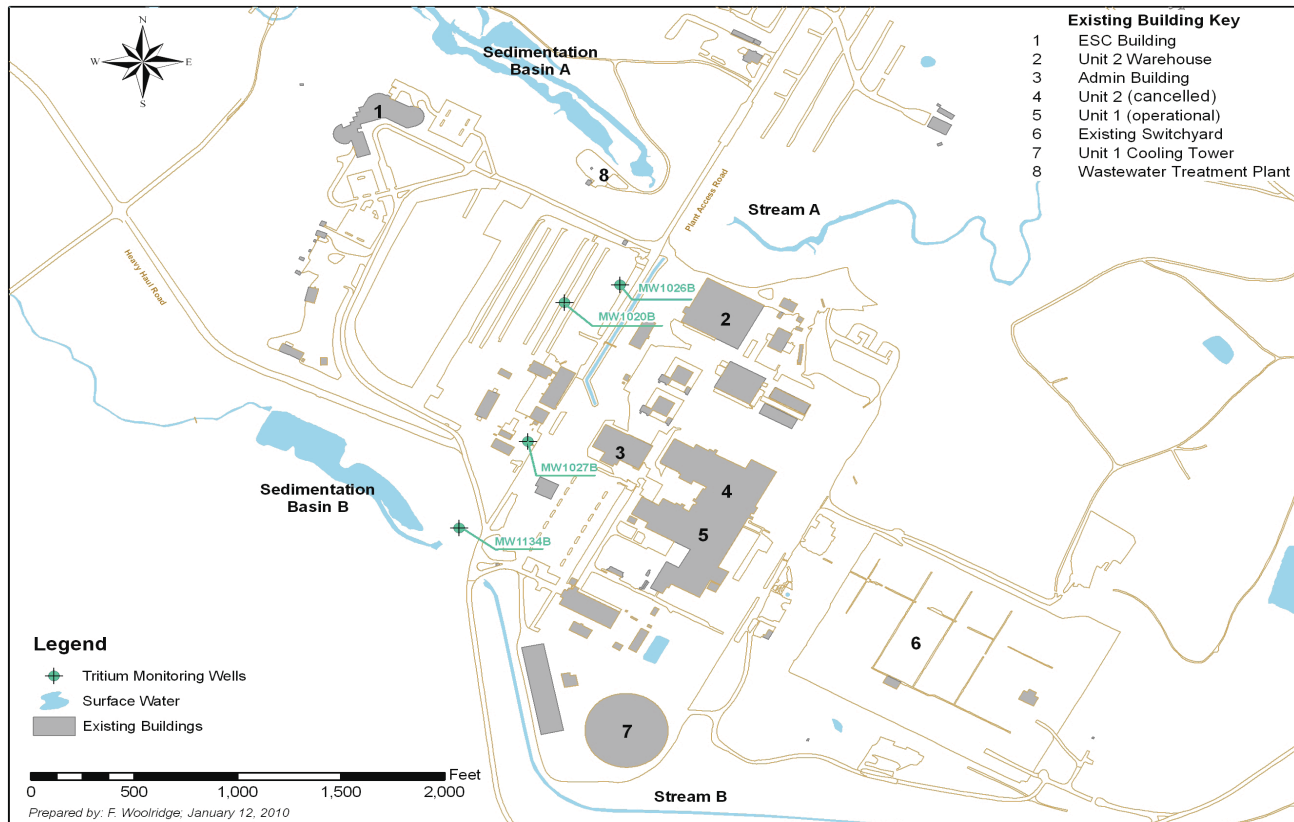 N
W
E
S
Sedimentation
Basin A
Existing Building Key
1 ESC Building
2 Unit 2 Warehouse
3 Admin Building
4 Unit 2 (cancelled)
5 Unit 1 (operational)
6 Existing Switchyard
7 Unit 1 Cooling Tower
8 Wastewater Treatment Plant
1
8
Plant Access Road
Stream A
Heavy Haul Road
MW1026B
MW1020B
2
3
MW1027B
4
Sedimentation
Basin B
5
MW1134B
6
7
Stream B
Legend
Tritium Monitoring Wells
Surface Water
Existing Buildings
Feet
0 500 1,000 1,500 2,000
Prepared by: F. Woolridge; January 12, 2010